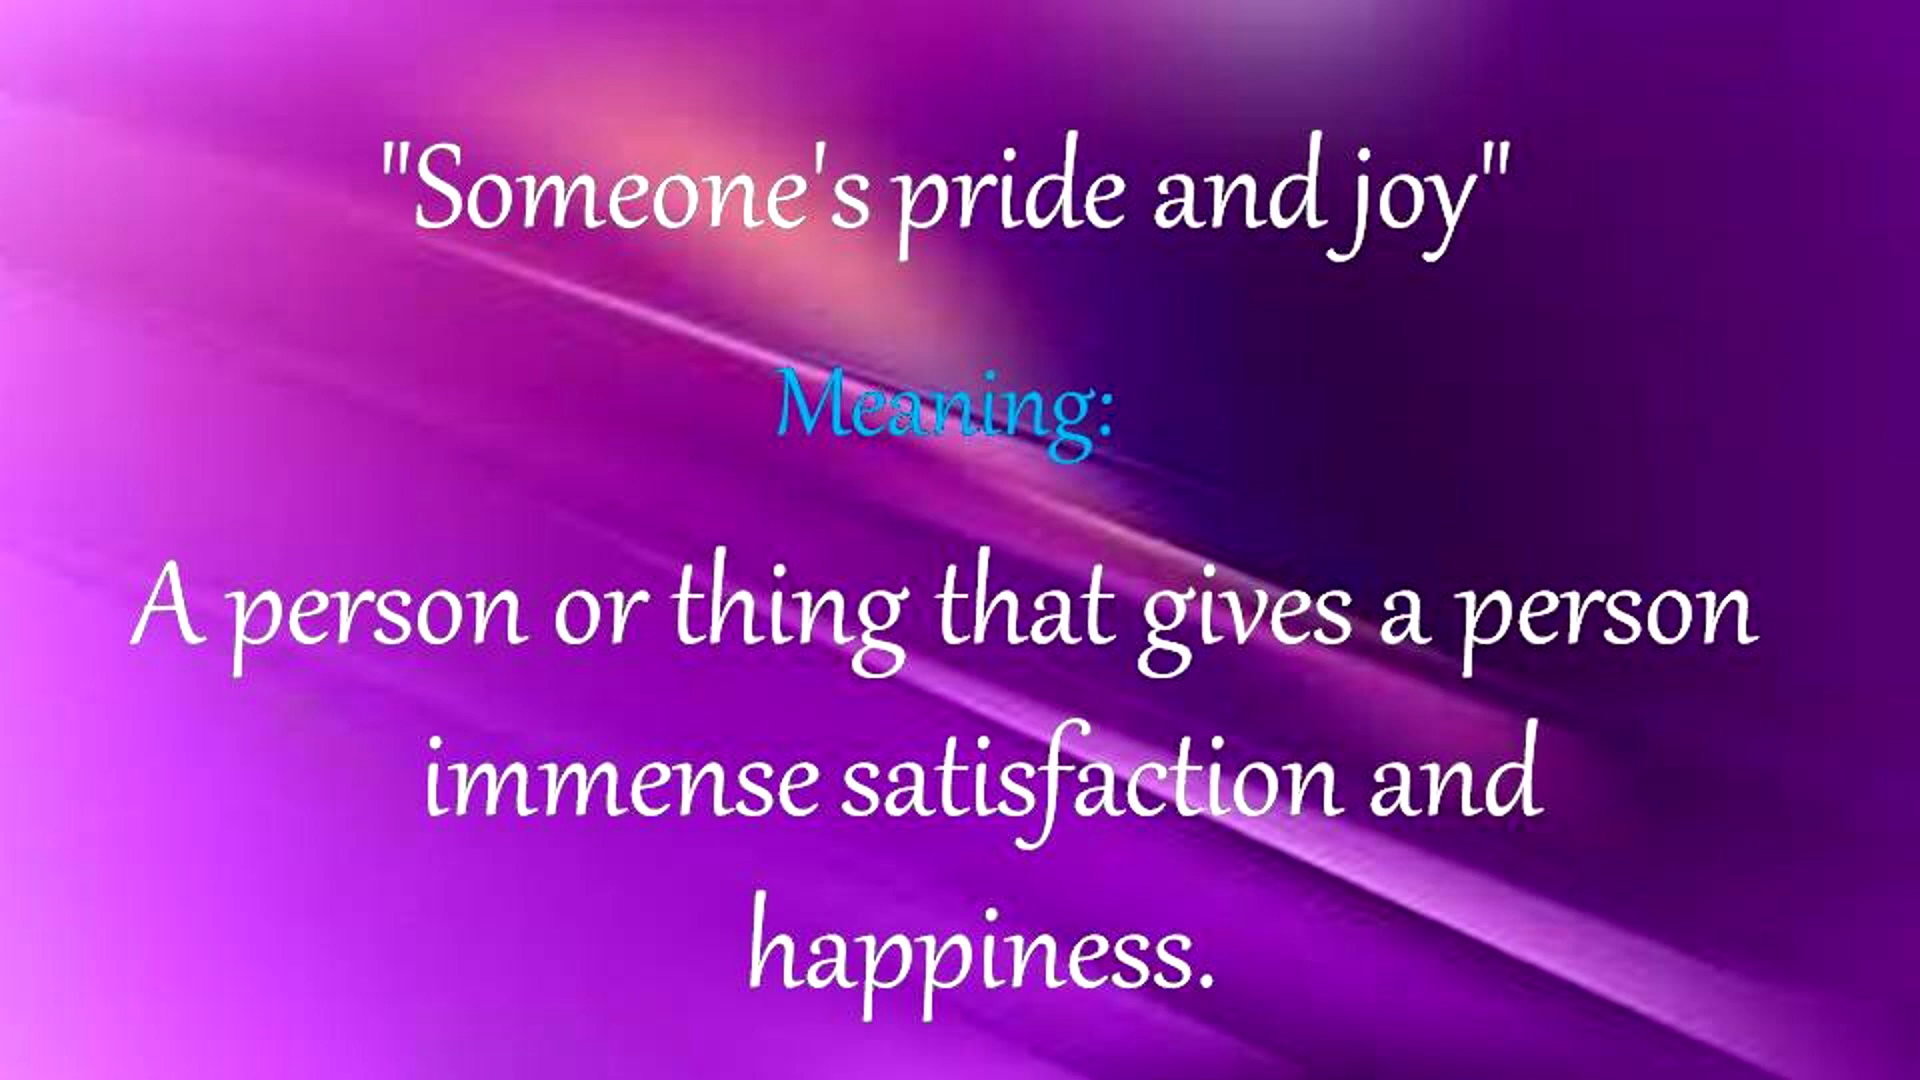 "Someone's pride and joy"
Meaning:
A person or thing that gives a person
immense satisfaction and
happiness.